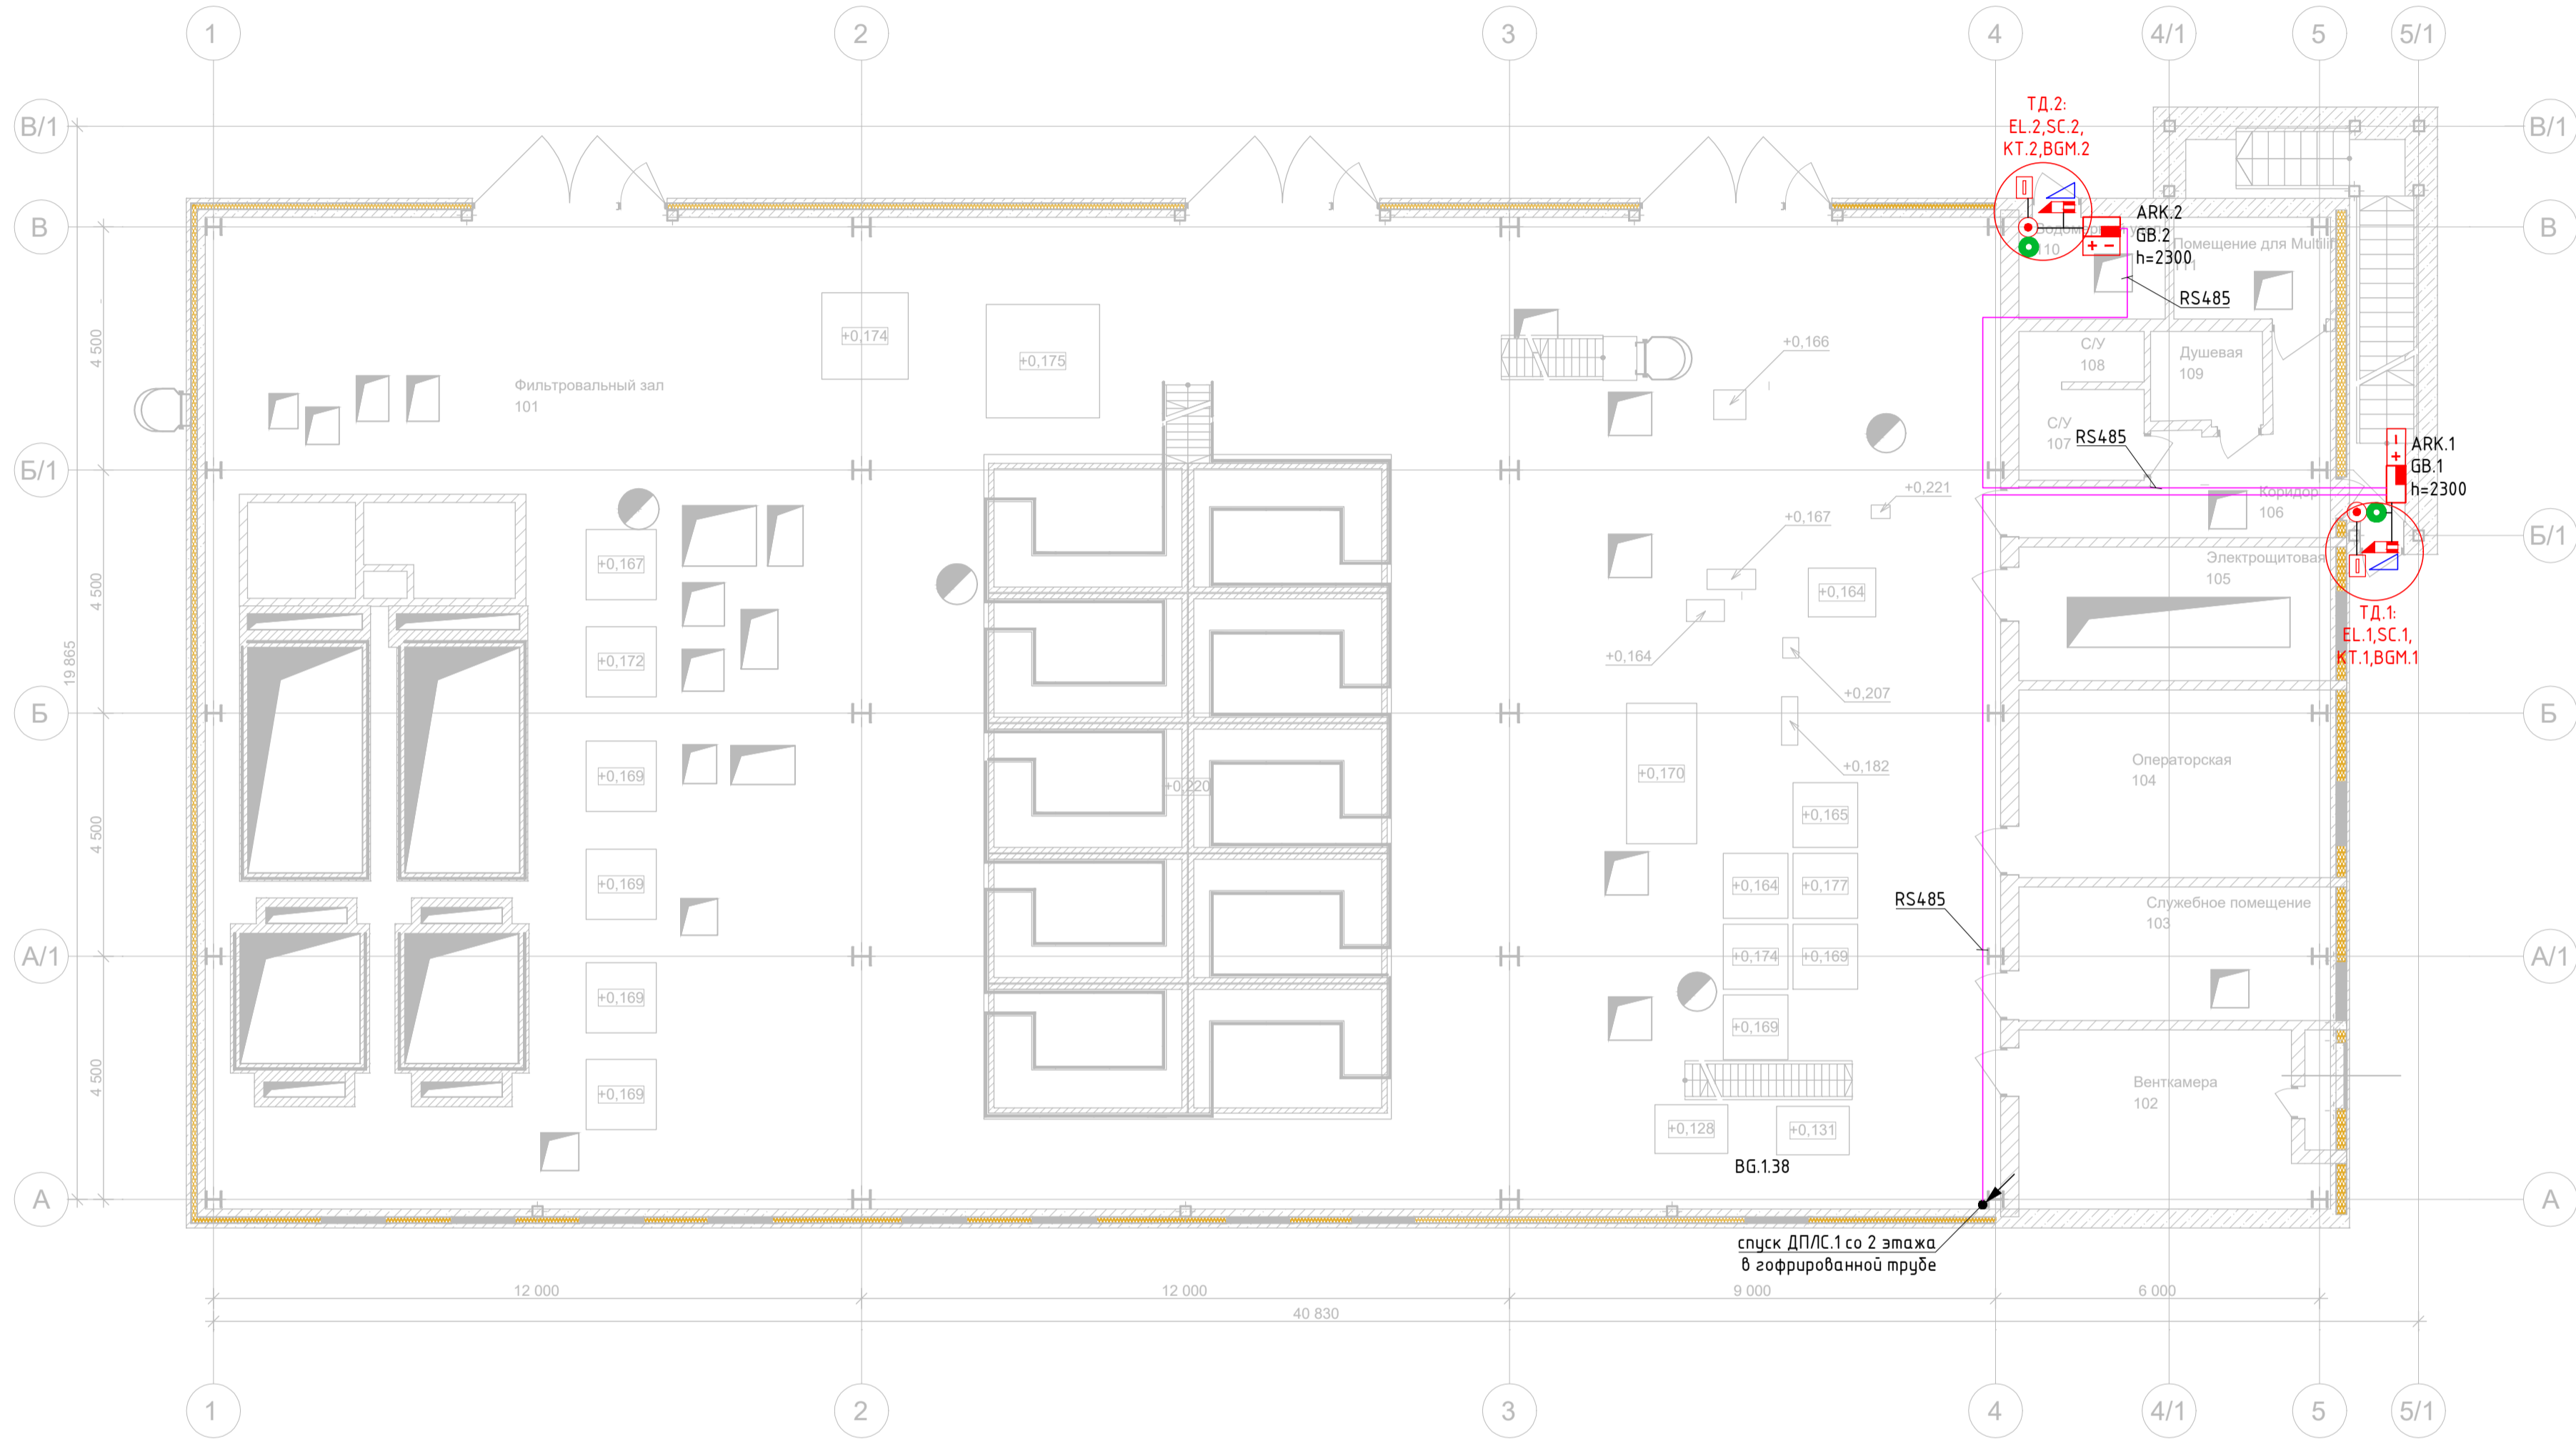 1
2
3
4
4/1
5
5/1
В/1
В/1
ТД.2:
EL.2,SC.2,
KT.2,BGM.2
ARK.2
GB.2
h=2300
В
В
110
Помещение для
RS485
4 500
+0,174
+0,175
+0,166
С/У
108
Душевая
109
Фильтровальный зал
101
С/У
107
RS485
ARK.1
GB.1
h=2300
Б/1
+0,221
Коридор
106
+0,167
Б/1
4 500
+0,167
+0,164
Электрощитовая
105
19 865
+0,172
+0,164
ТД.1:
EL.1,SC.1,
KT.1,BGM.1
+0,207
Б
Б
+0,169
+0,220
+0,170
+0,182
Операторская
104
4 500
+0,165
+0,169
+0,164
+0,177
RS485
Служебное помещение
103
А/1
+0,174
+0,169
А/1
+0,169
+0,169
4 500
+0,169
Венткамера
102
+0,128
+0,131
BG.1.38
А
А
спуск ДПЛС.1 со 2 этажа
в гофрированной трубе
12 000
12 000
9 000
6 000
40 830
1
2
3
4
4/1
5
5/1